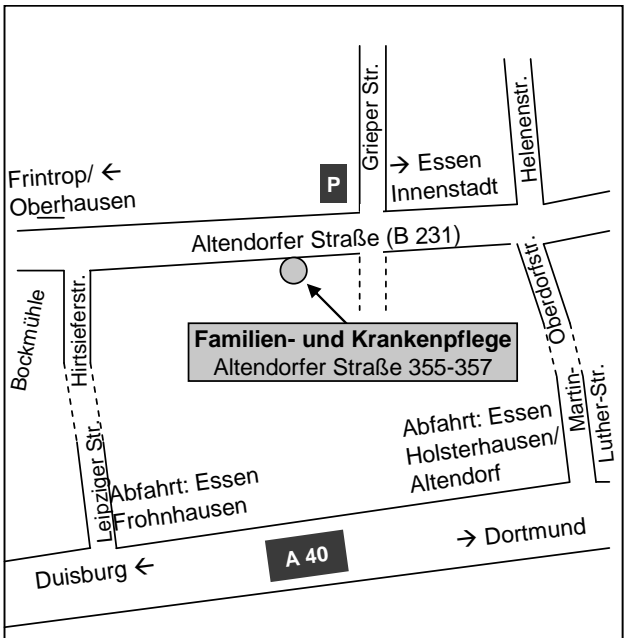 Grieper Str.
Helenenstr.
Frintrop/ ←
Oberhausen
P
→ Essen
Innenstadt
Altendorfer Straße (B 231)
Bockmühle
Hirtsieferstr.
Oberdorfstr.
Familien- und Krankenpflege
Altendorfer Straße 355-357
Leipziger Str.
Abfahrt: Essen
Frohnhausen
Abfahrt: Essen
Holsterhausen/
Altendorf
Martin-
Luther-Str.
Duisburg ←
A 40
→ Dortmund